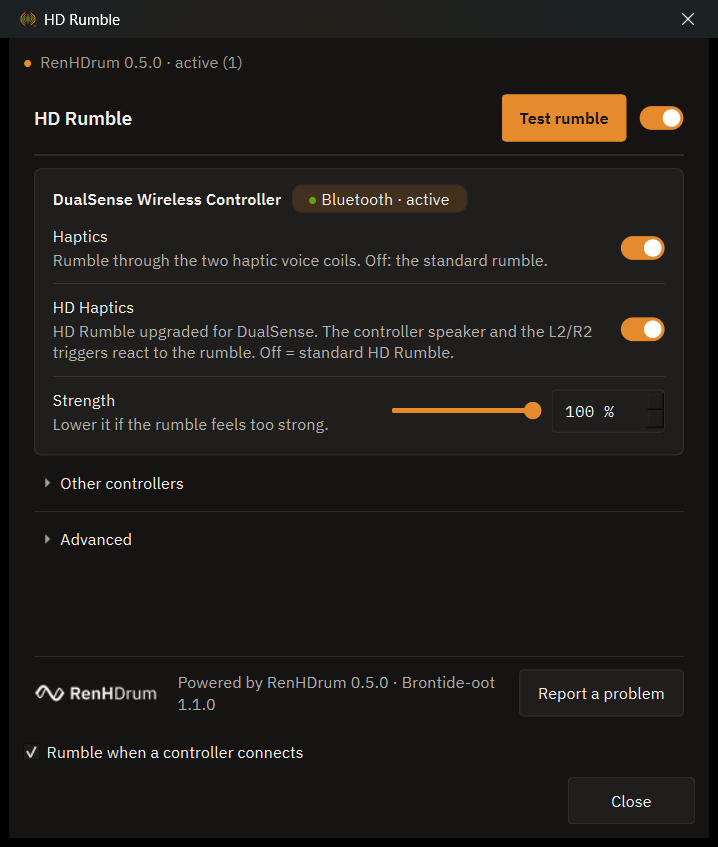 HD Rumble
RenHDrum 0.5.0 · active (1)
HD Rumble
Test rumble
DualSense Wireless Controller
Bluetooth · active
Haptics
Rumble through the two haptic voice coils. Off: the standard rumble.
HD Haptics
HD Rumble upgraded for DualSense. The controller speaker and the L2/R2
triggers react to the rumble. Off = standard HD Rumble.
Strength
Lower it if the rumble feels too strong.
100 %
Other controllers
Advanced
RenHDrum
Powered by RenHDrum 0.5.0 · Brontide-oot
1.1.0
Report a problem
Rumble when a controller connects
Close